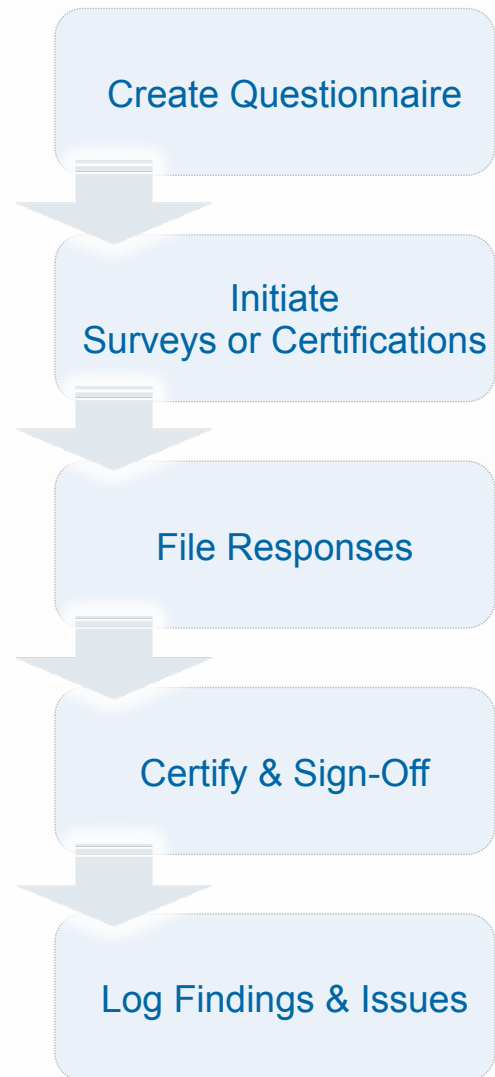 Create Questionnaire
Initiate
Surveys or Certifications
File Responses
Certify & Sign-Off
Log Findings & Issues